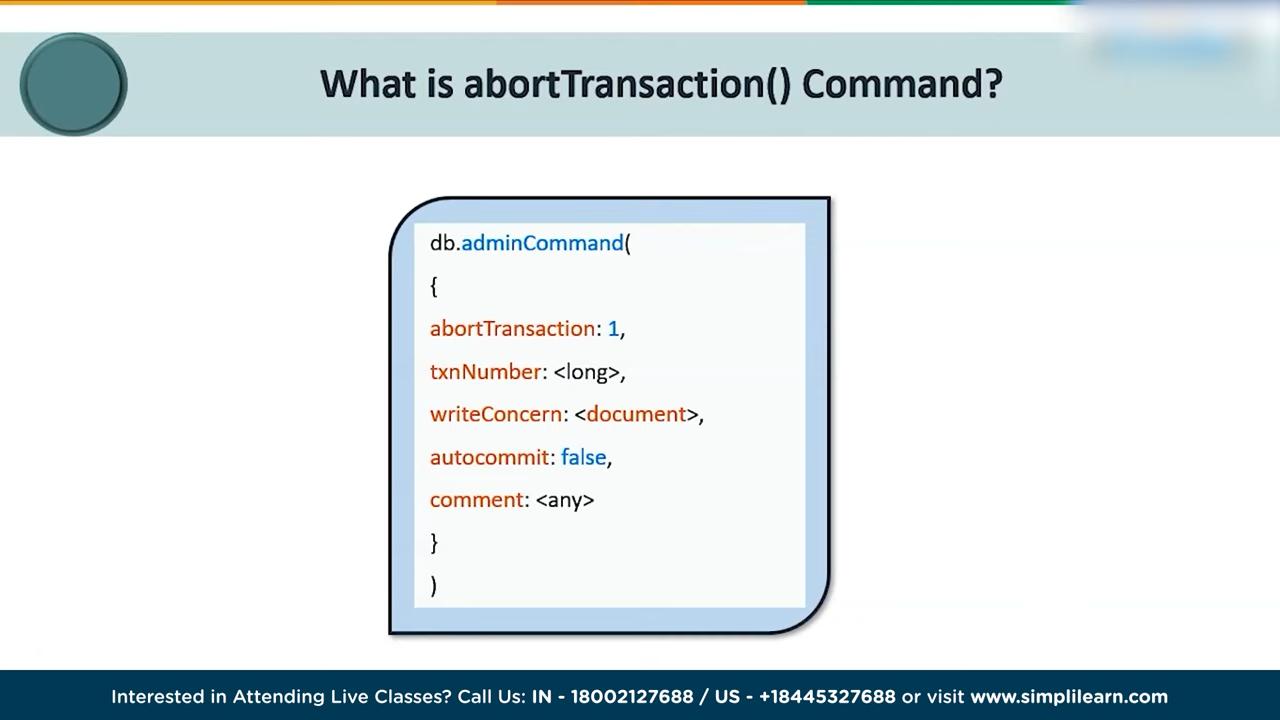 What is abortTransaction() Command?
db.adminCommand(
{
abortTransaction: 1,
txnNumber: <long>,
writeConcern: <document>,
autocommit: false,
comment: <any>
}
)
Interested in Attending Live Classes? Call Us: IN - 18002127688 / US - +18445327688 or visit www.simplilearn.com